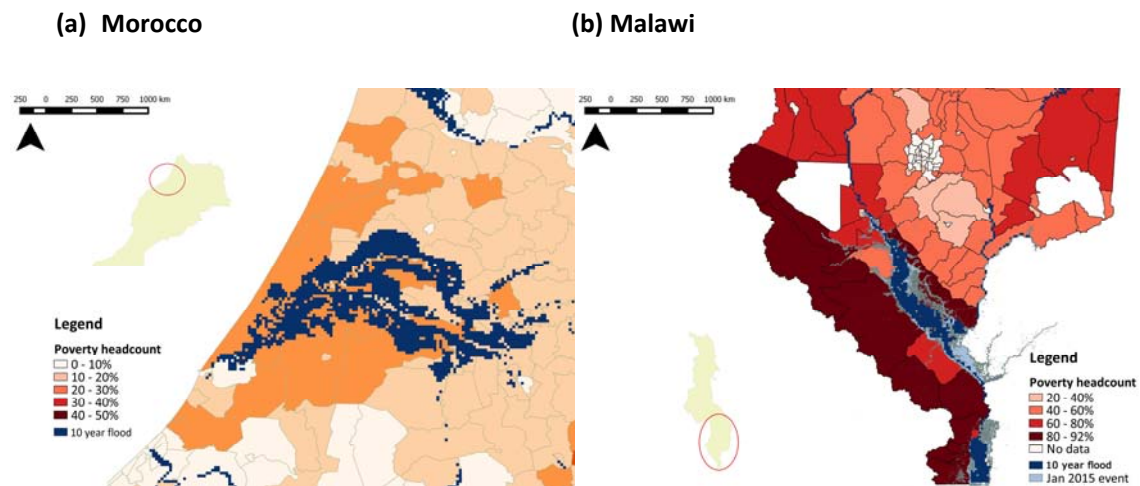 (a) Morocco
(b) Malawi
250 0 250 500 750 1000 km
Legend
Poverty headcount
0 - 10%
10 - 20%
20 - 30%
30 - 40%
40 - 50%
10 year flood
250 0 250 500 750 1000 km
Legend
Poverty headcount
20 - 40%
40 - 60%
60 - 80%
80 - 92%
No data
10 year flood
Jan 2015 event